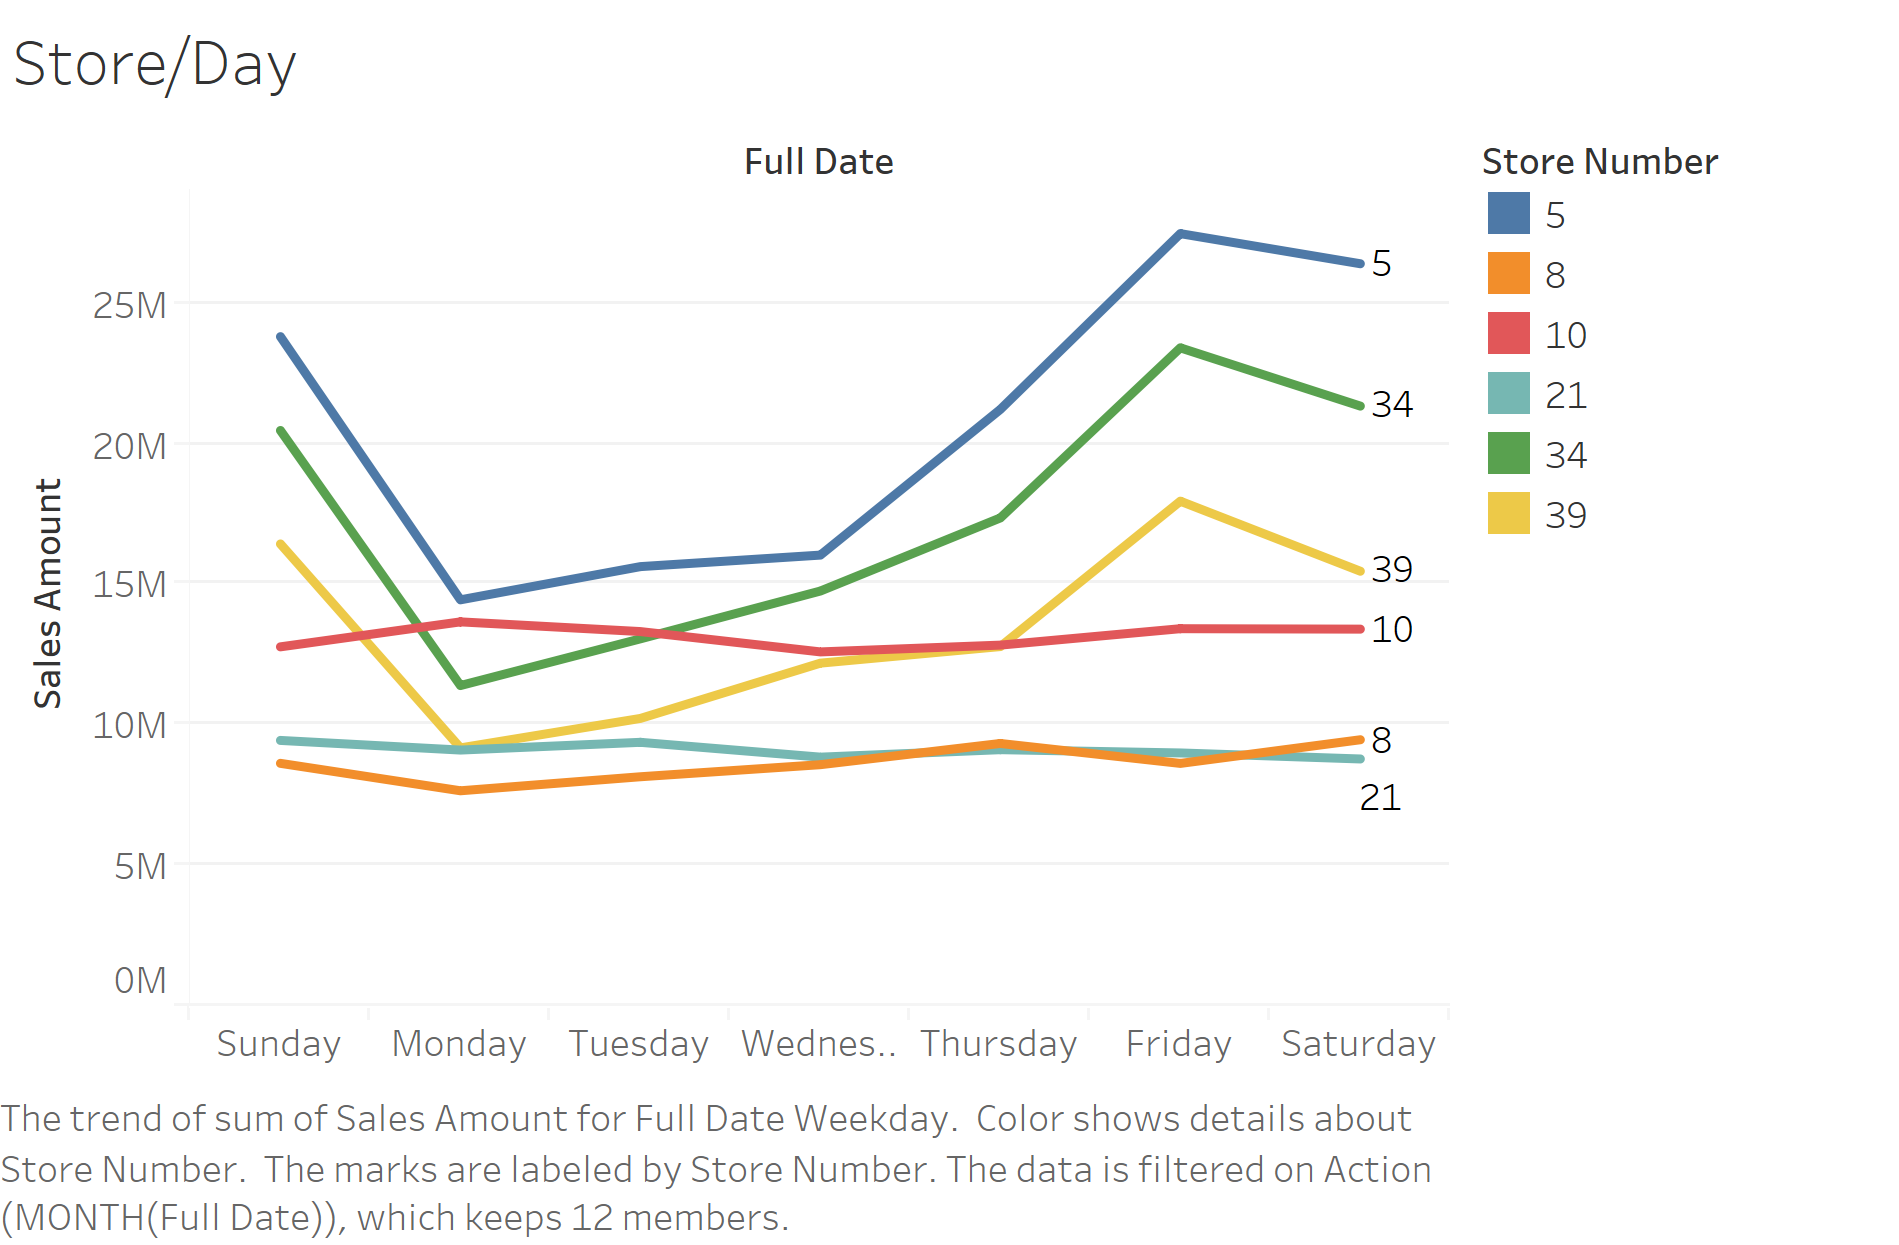 Store/Day
Full Date
Store Number
5
8
10
21
34
39
Sales Amount
25M
20M
15M
10M
5M
0M
5
34
39
10
8
21
Sunday Monday Tuesday Wednes.. Thursday Friday Saturday
The trend of sum of Sales Amount for Full Date Weekday.  Color shows details about
Store Number.  The marks are labeled by Store Number. The data is filtered on Action
(MONTH(Full Date)), which keeps 12 members.